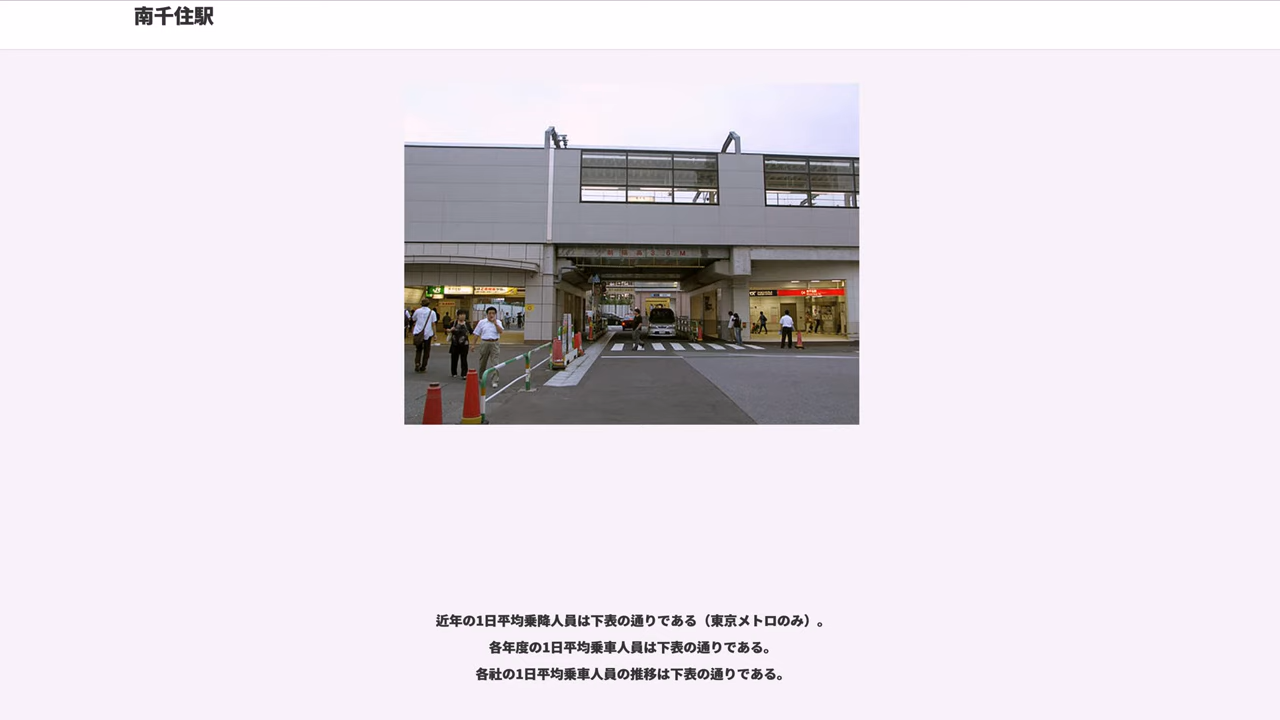 南千住駅
近年の1日平均乗降人員は下表の通りである（東京メトロのみ）。
各年度の1日平均乗車人員は下表の通りである。
各社の1日平均乗車人員の推移は下表の通りである。